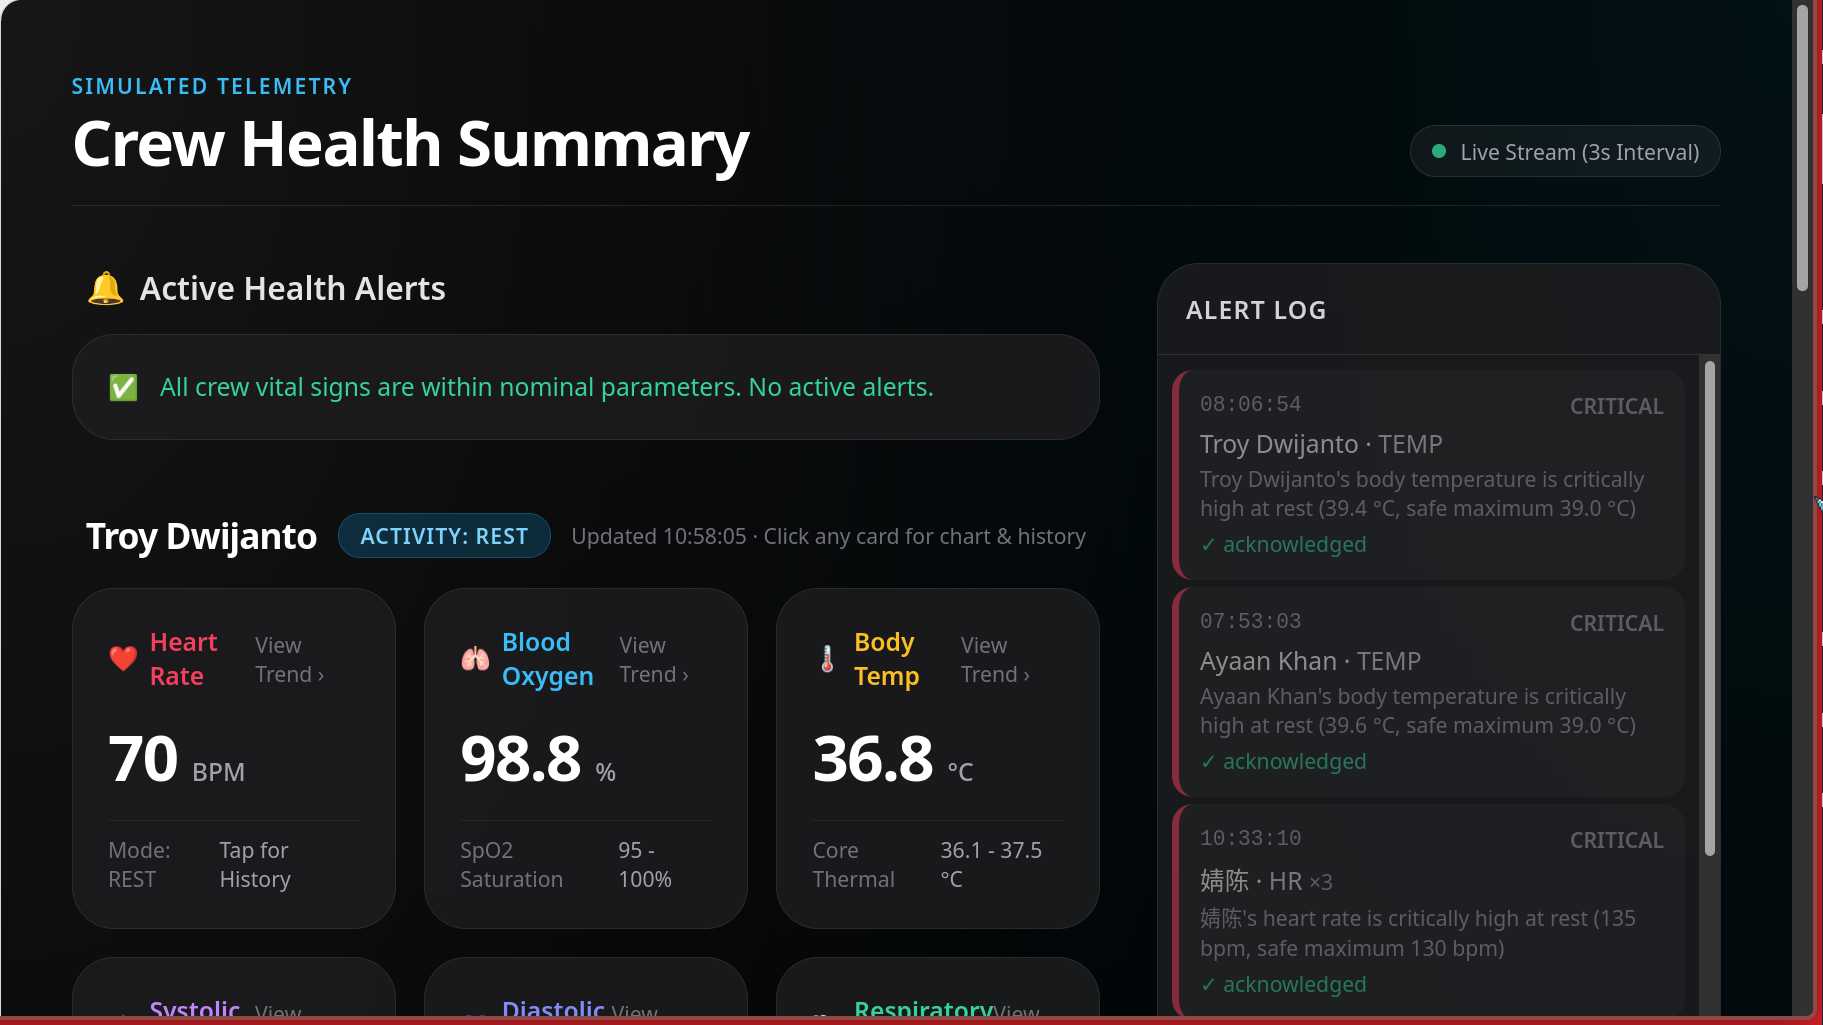 SIMULATED TELEMETRY
Crew Health Summary
Live Stream (3s Interval)
🔔 Active Health Alerts
✅ All crew vital signs are within nominal parameters. No active alerts.
Troy Dwijanto
ACTIVITY: REST
Updated 10:58:05 · Click any card for chart & history
Heart
Rate
View
Trend ›
70 BPM
Mode:
REST
Tap for
History
Blood
Oxygen
View
Trend ›
98.8 %
SpO2
Saturation
95 -
100%
Body
Temp
View
Trend ›
36.8 °C
Core
Thermal
36.1 - 37.5
°C
Systolic
View
Diastolic
View
Respiratory
View
ALERT LOG
08:06:54
CRITICAL
Troy Dwijanto · TEMP
Troy Dwijanto's body temperature is critically
high at rest (39.4 °C, safe maximum 39.0 °C)
✓ acknowledged
07:53:03
CRITICAL
Ayaan Khan · TEMP
Ayaan Khan's body temperature is critically
high at rest (39.6 °C, safe maximum 39.0 °C)
✓ acknowledged
10:33:10
CRITICAL
婧陈 · HR ×3
婧陈's heart rate is critically high at rest (135
bpm, safe maximum 130 bpm)
✓ acknowledged